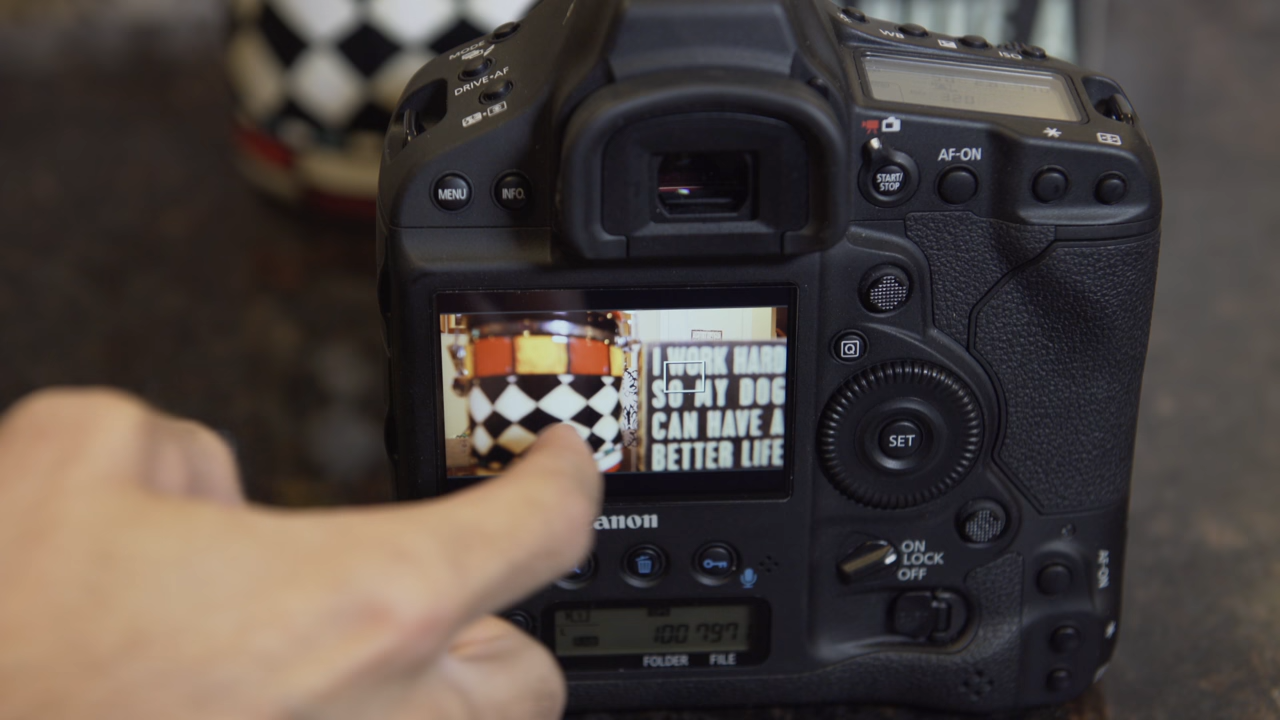 MODE
WB
ISO
DRIVE•AF
AF-ON
START/
STOP
MENU
INFO.
Q
I WORK HARD
SO MY DOG
CAN HAVE A
BETTER LIFE
SET
anon
ON
LOCK
OFF
AF-ON
100 797
FOLDER FILE